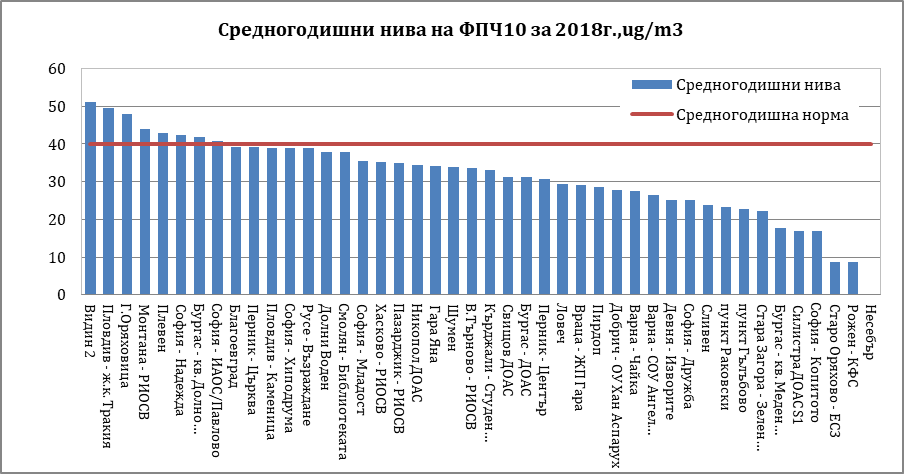 Средногодишни нива на ФПЧ10 за 2018г.,ug/m3
60
50
40
30
20
10
0
Средногодишни нива
Средногодишна норма
Видин 2
Пловдив - ж.к. Тракия
Г.Оряховица
Монтана - РИОСВ
Плевен
София - Надежда
Бургас - кв. Долно…
София - ИАОС/Павлово
Благоевград
Перник - Църква
Пловдив - Каменица
София - Хиподрума
Русе - Възраждане
Долни Воден
Смолян - Библиотеката
София - Младост
Хасково - РИОСВ
Пазарджик - РИОСВ
Никопол ДОАС
Гара Яна
Шумен
В.Търново - РИОСВ
Кърджали - Студен…
Свищов ДОАС
Бургас - ДОАС
Перник - Център
Ловеч
Враца - ЖП Гара
Пирдоп
Добрич - ОУ Хан Аспарух
Варна - Чайка
Варна - СОУ Ангел…
Девня - Изворите
София - Дружба
Сливен
пункт Раковски
пункт Гълъбово
Стара Загора - Зелен…
Бургас - кв. Меден…
Силистра ДОАС S1
София - Копитото
Старо Оряхово - ЕСЗ
Рожен - КФС
Несебър